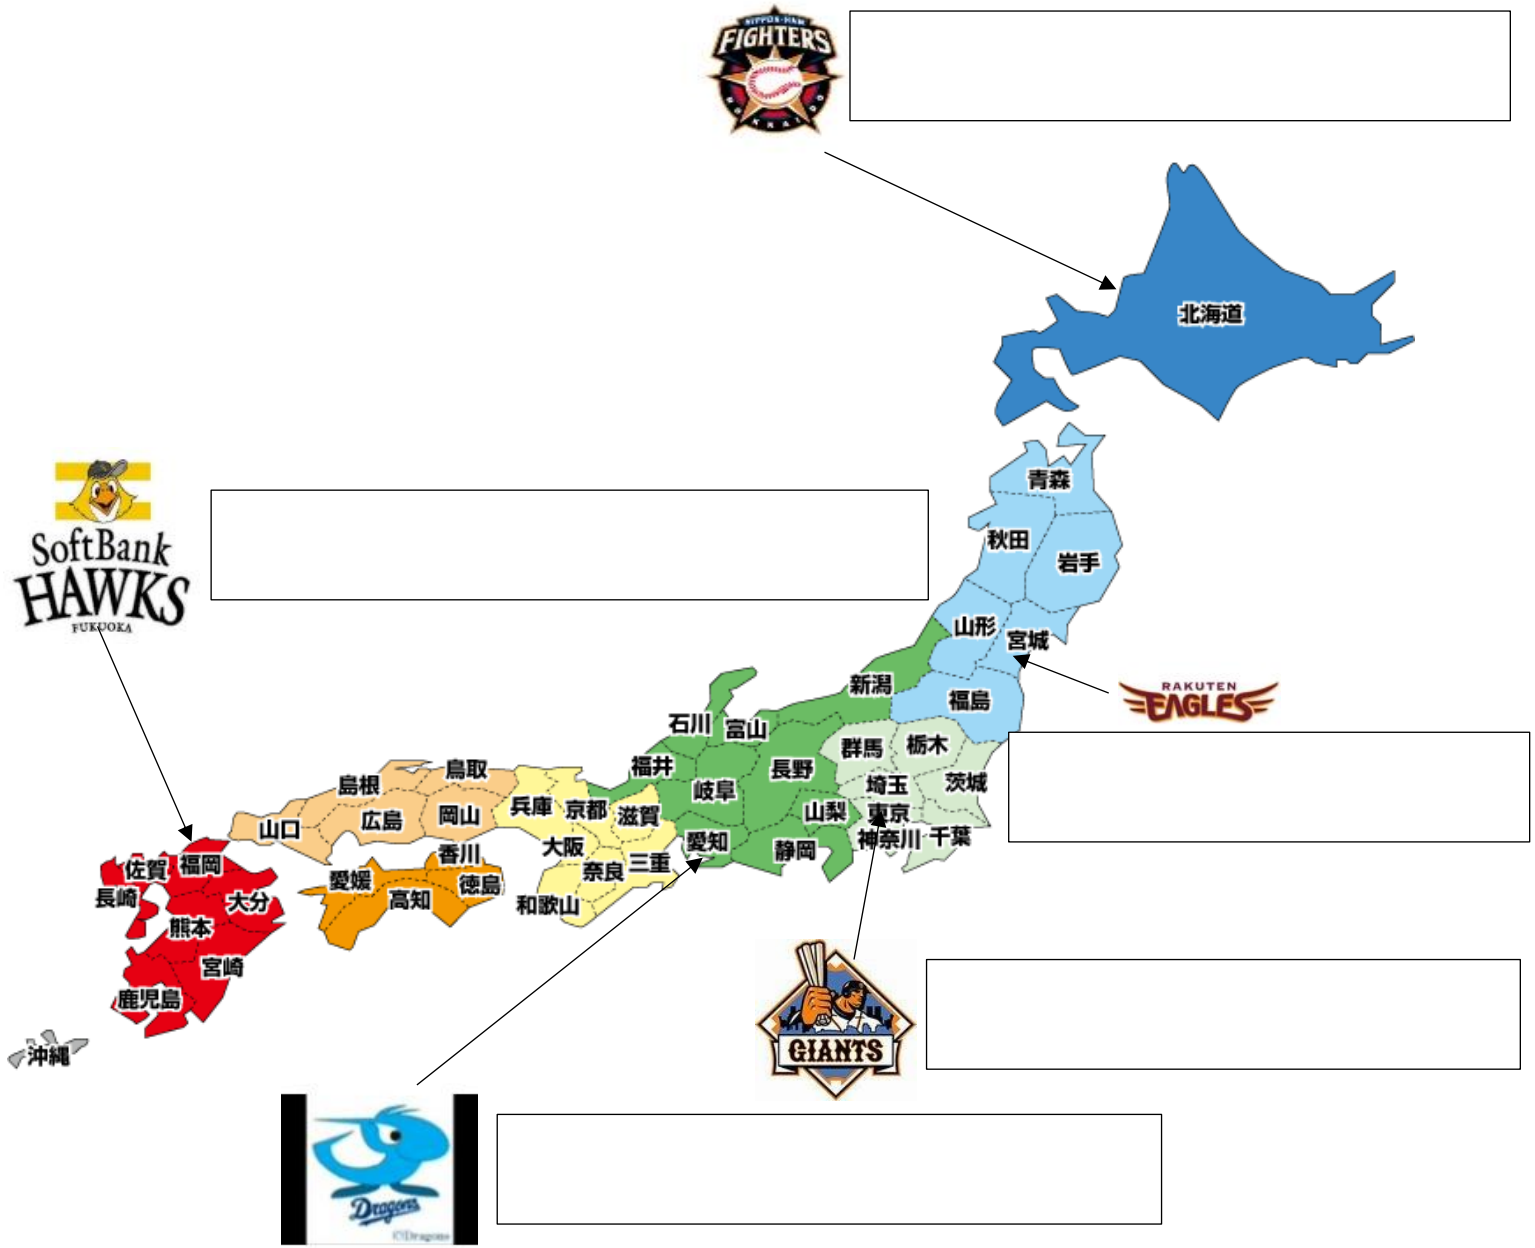 NIPPON-HAM
FIGHTERS
HOKKAIDO
北海道
青森
秋田
岩手
山形
宮城
福島
SoftBank
HAWKS
FUKUOKA
RAKUTEN
EAGLES
新潟
石川
富山
福井
岐阜
長野
山梨
愛知
静岡
群馬
栃木
茨城
埼玉
東京
神奈川
千葉
鳥取
島根
岡山
広島
山口
兵庫
京都
滋賀
大阪
奈良
三重
和歌山
香川
愛媛
徳島
高知
福岡
佐賀
長崎
大分
熊本
宮崎
鹿児島
沖縄
GIANTS
Dragons
©Dragons